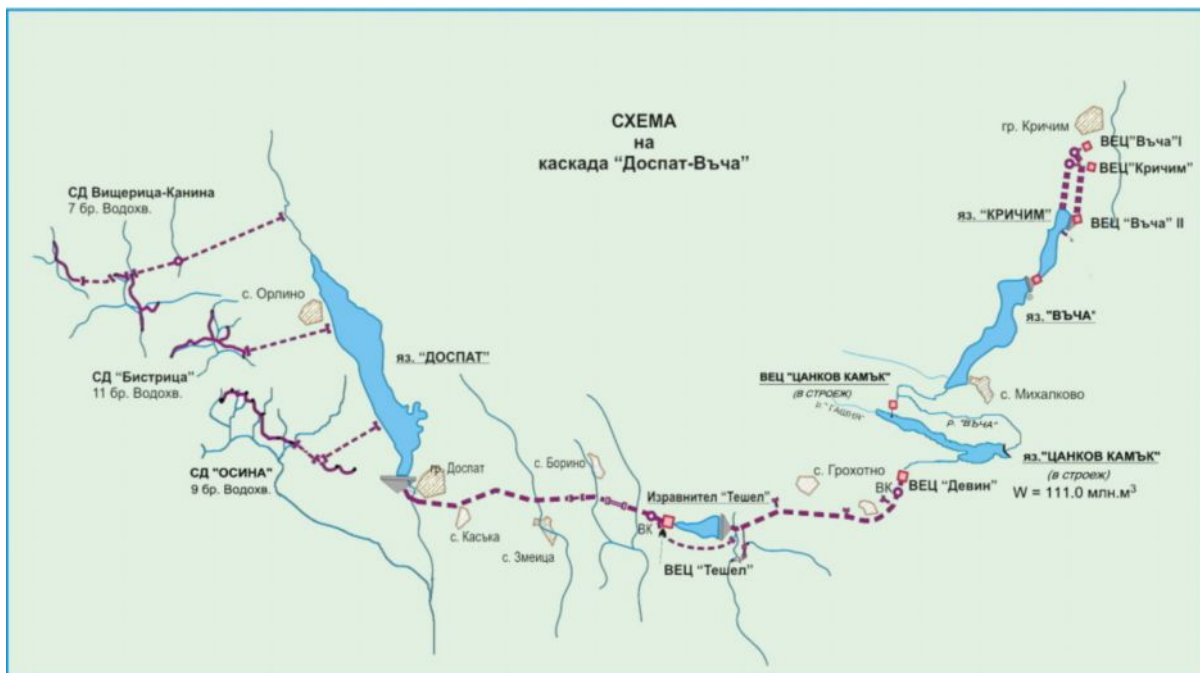 СХЕМА
на
каскада “Доспат-Въча”
гр. Кричим
ВЕЦ”Въча”I
ВЕЦ”Кричим”
яз. “КРИЧИМ”
ВЕЦ “Въча” II
СД Вищерица-Канина
7 бр. Водохв.
с. Орлино
яз. "ВЪЧА"
яз. “ДОСПАТ”
СД “Бистрица”
11 бр. Водохв.
ВЕЦ "ЦАНКОВ КАМЪК"
(В СТРОЕЖ)
с. Михалково
р. "ВЪЧА"
СД "ОСИНА"
9 бр. Водохв.
гр. Доспат
с. Борино
с. Грохотно
яз."ЦАНКОВ КАМЪК"
(в строеж)
W = 111.0 млн.м³
ВК
ВЕЦ “Девин”
Изравнител “Тешел”
с. Касъка
с. Змеица
ВК
ВЕЦ “Тешел”